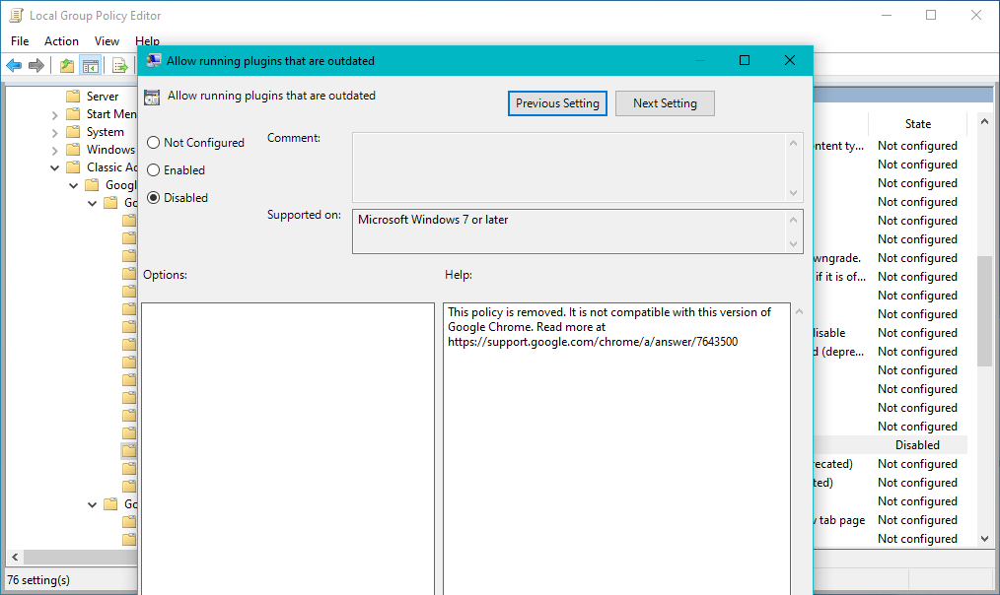 Local Group Policy Editor
File Action View Help
Allow running plugins that are outdated
Allow running plugins that are outdated
Previous Setting
Next Setting
Not Configured
Enabled
Disabled
Comment:
Supported on:
Microsoft Windows 7 or later
Options:
Help:
This policy is removed. It is not compatible with this version of
Google Chrome. Read more at
https://support.google.com/chrome/a/answer/7643500
Server
Start Men
System
Windows
Classic Ad
Googl
Go
Go
State
ntent ty... Not configured
Not configured
Not configured
Not configured
Not configured
Not configured
wngrade. Not configured
if it is of... Not configured
Not configured
Not configured
disable Not configured
d (depre... Not configured
Not configured
Not configured
Not configured
Not configured
Disabled
recated) Not configured
ted) Not configured
Not configured
v tab page Not configured
Not configured
76 setting(s)